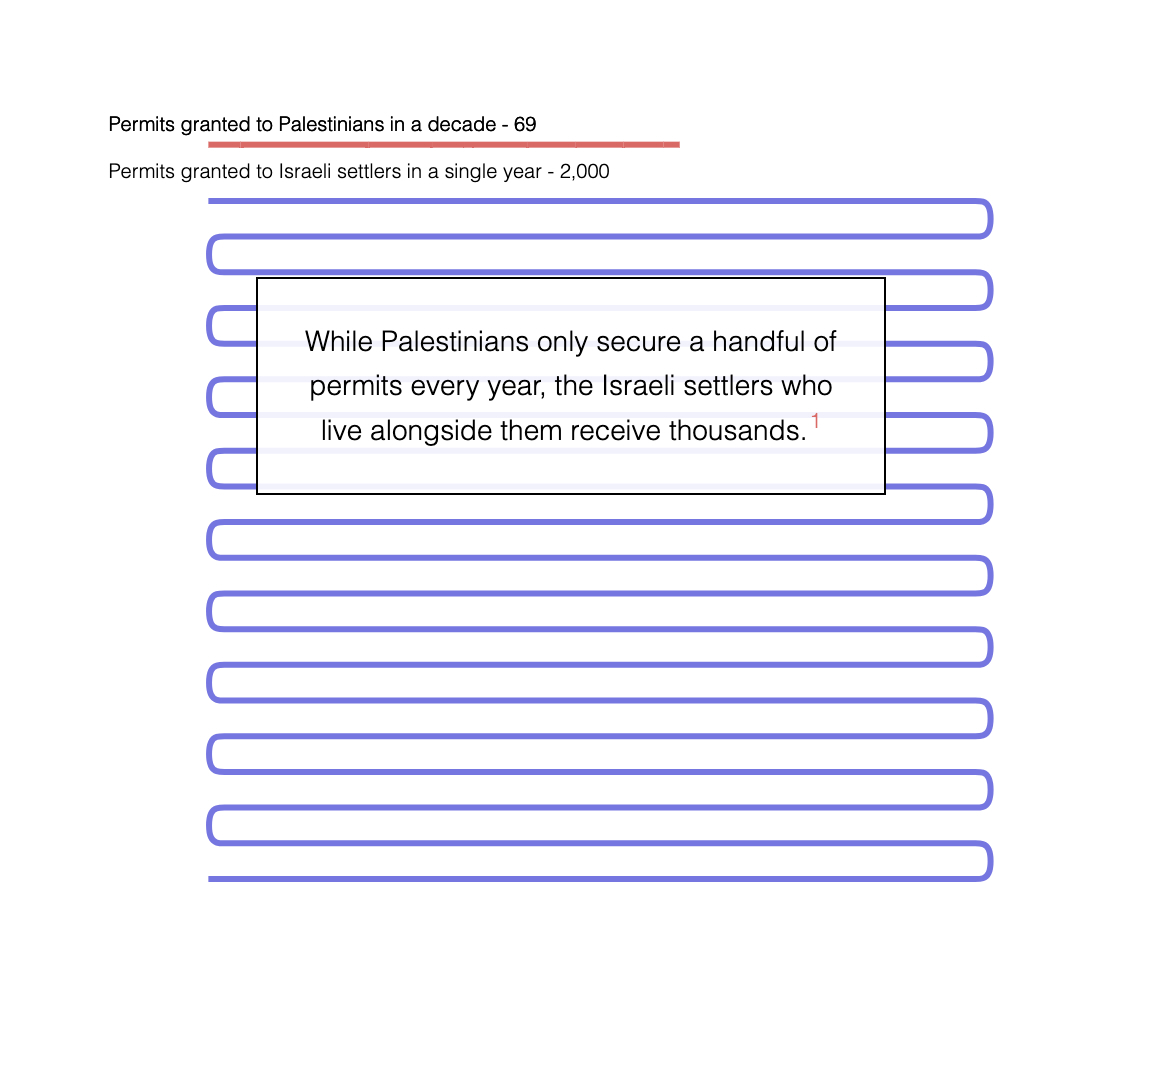 Permits granted to Palestinians in a decade - 69
Permits granted to Israeli settlers in a single year - 2,000
While Palestinians only secure a handful of
permits every year, the Israeli settlers who
live alongside them receive thousands. 1